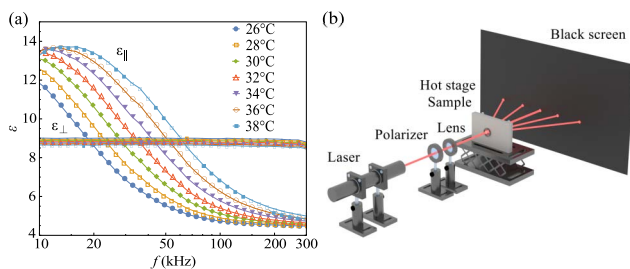 (a)
ε∥
ε⊥
26°C
28°C
30°C
32°C
34°C
36°C
38°C
14
12
10
8
6
4
ε
10
20
50
100
200
300
f (kHz)
(b)
Black screen
Hot stage
Sample
Lens
Polarizer
Laser